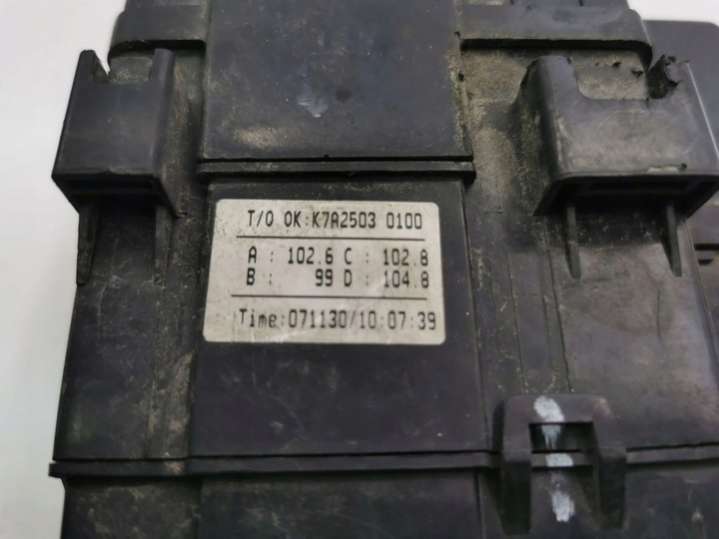 T/Q OK:K7A2503 0100
A : 102.6 C : 102.8
B : 99 D : 104.8
Time:071130/10:07:39